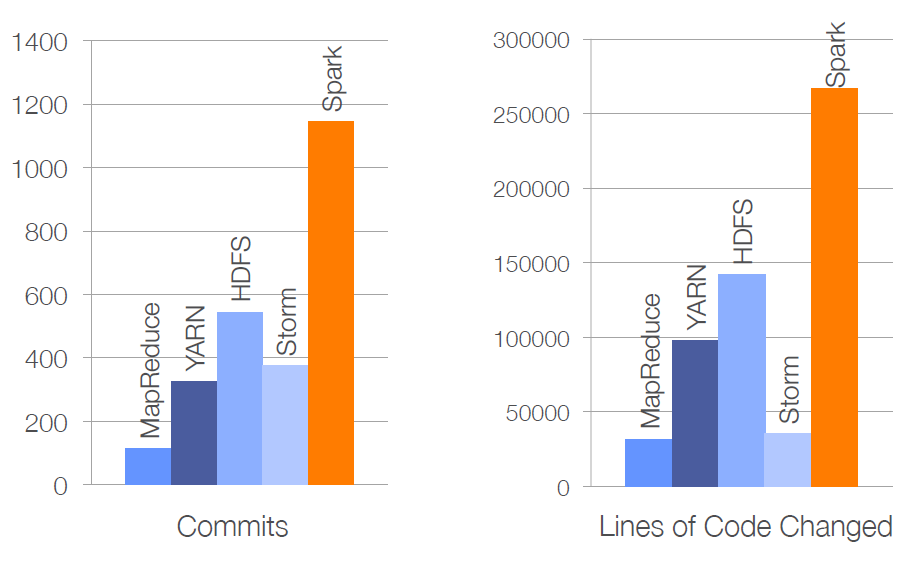 1400
1200
1000
800
600
400
200
0
MapReduce
YARN
HDFS
Storm
Spark
Commits
300000
250000
200000
150000
100000
50000
0
MapReduce
YARN
HDFS
Storm
Spark
Lines of Code Changed